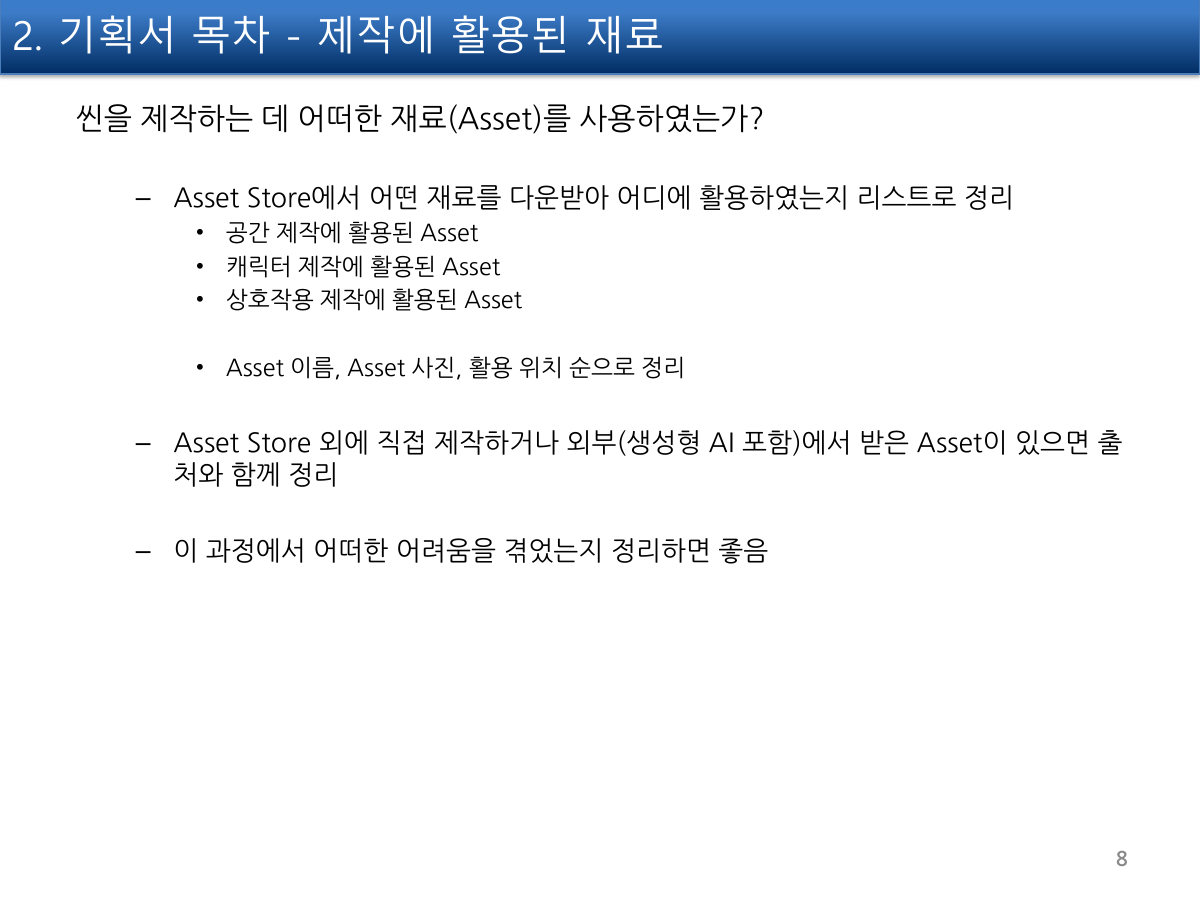 2. 기획서 목차 - 제작에 활용된 재료
씬을 제작하는 데 어떠한 재료(Asset)를 사용하였는가?
– Asset Store에서 어떤 재료를 다운받아 어디에 활용하였는지 리스트로 정리
• 공간 제작에 활용된 Asset
• 캐릭터 제작에 활용된 Asset
• 상호작용 제작에 활용된 Asset
• Asset 이름, Asset 사진, 활용 위치 순으로 정리
– Asset Store 외에 직접 제작하거나 외부(생성형 AI 포함)에서 받은 Asset이 있으면 출
처와 함께 정리
– 이 과정에서 어떠한 어려움을 겪었는지 정리하면 좋음
8